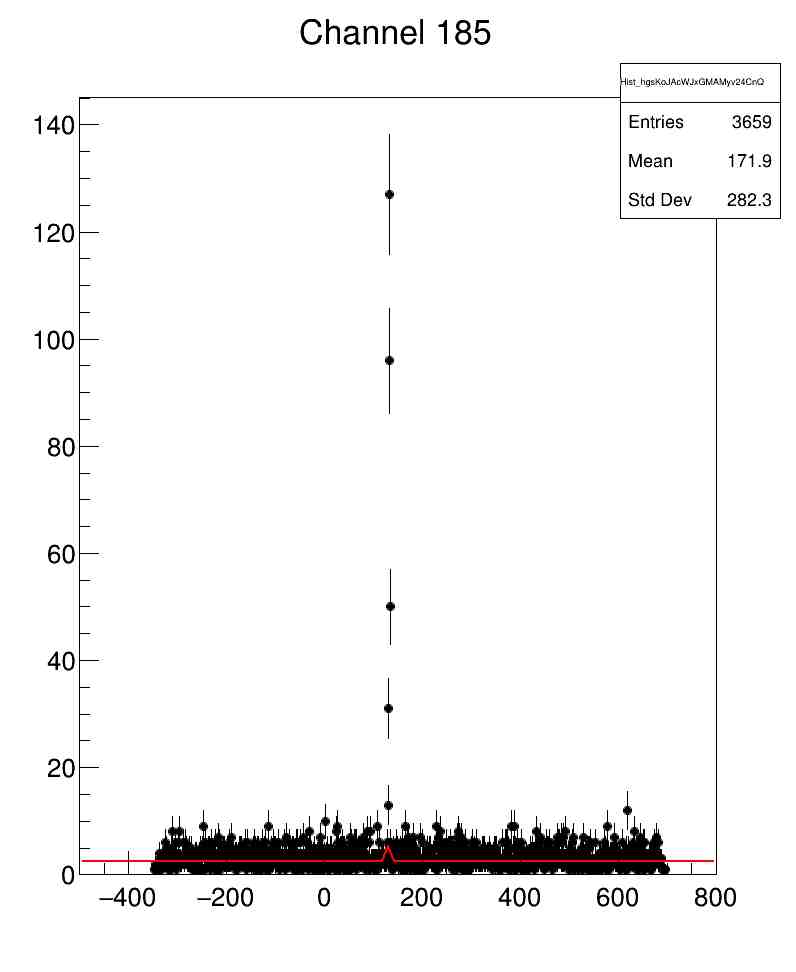 Channel 185
Hist_hgsKoJAcWJxGMAMyv24CnQ
Entries 3659
Mean 171.9
Std Dev 282.3
140
120
100
80
60
40
20
0
−400 −200 0 200 400 600 800